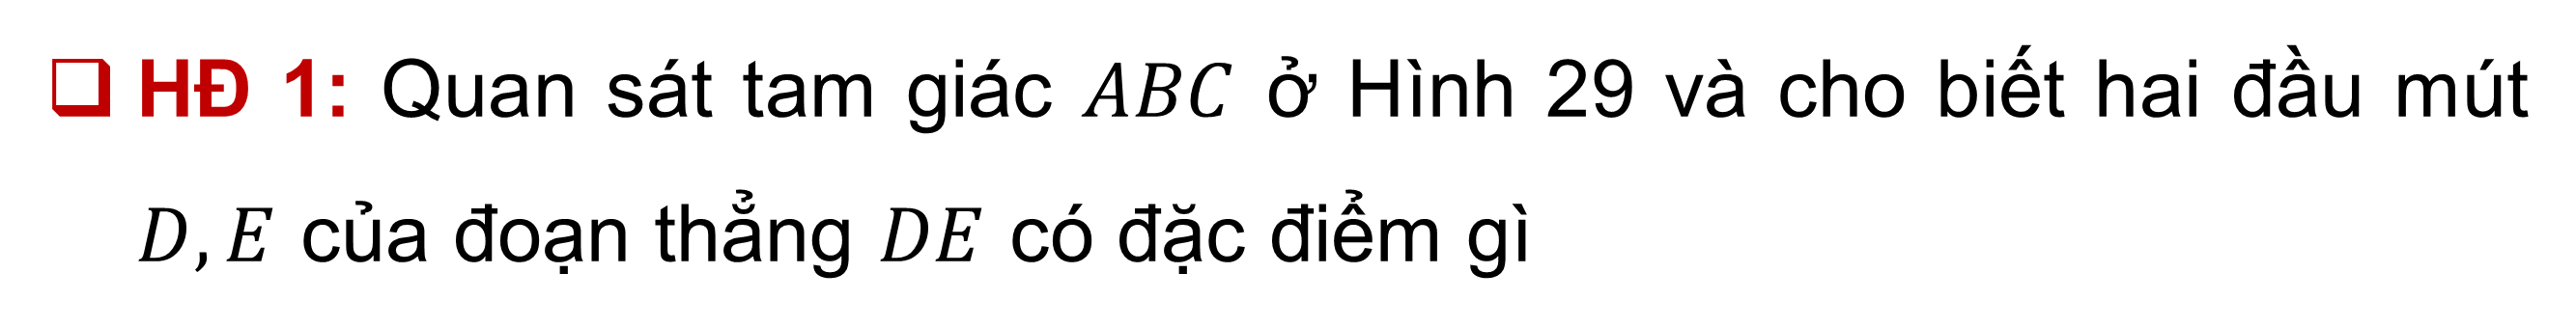 ❑ HĐ 1: Quan sát tam giác ABC ở Hình 29 và cho biết hai đầu mút
D, E của đoạn thẳng DE có đặc điểm gì